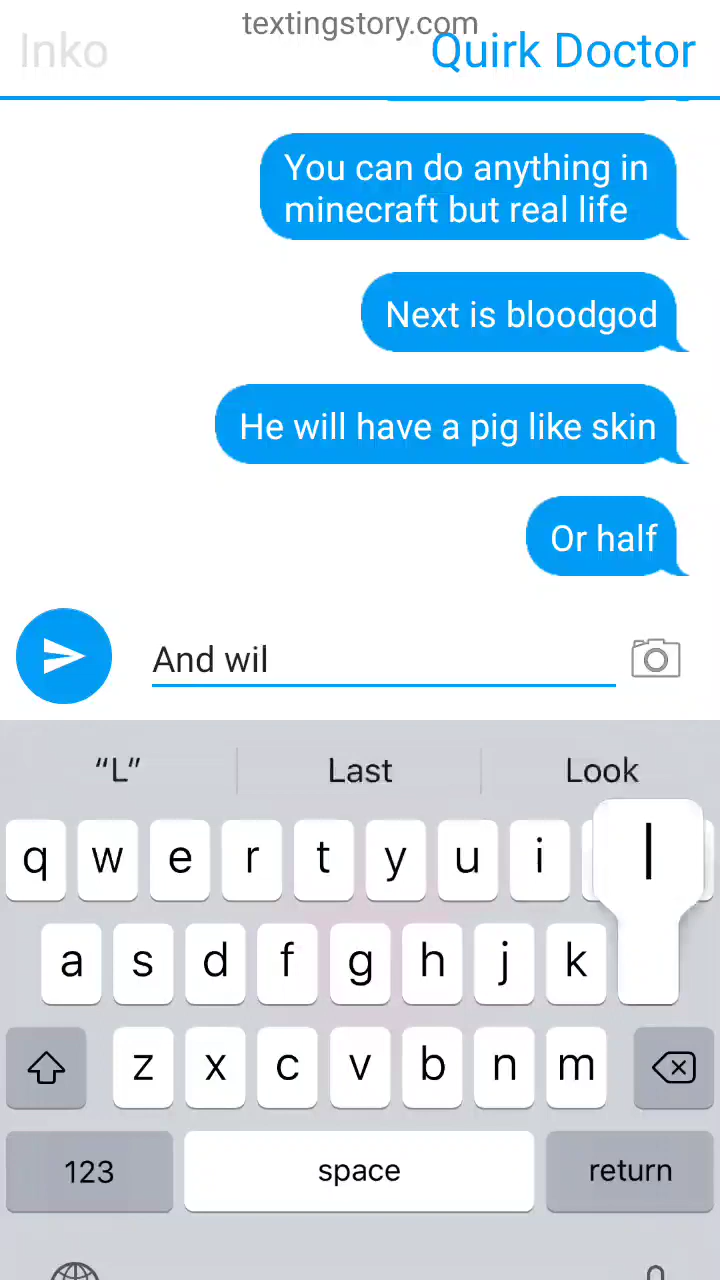 textingstory.com
Inko
Quirk Doctor
You can do anything in
minecraft but real life
Next is bloodgod
He will have a pig like skin
Or half
And wil
“L”
Last
Look
q w e r t y u i
l
a s d f g h j k
z x c v b n m
123
space
return